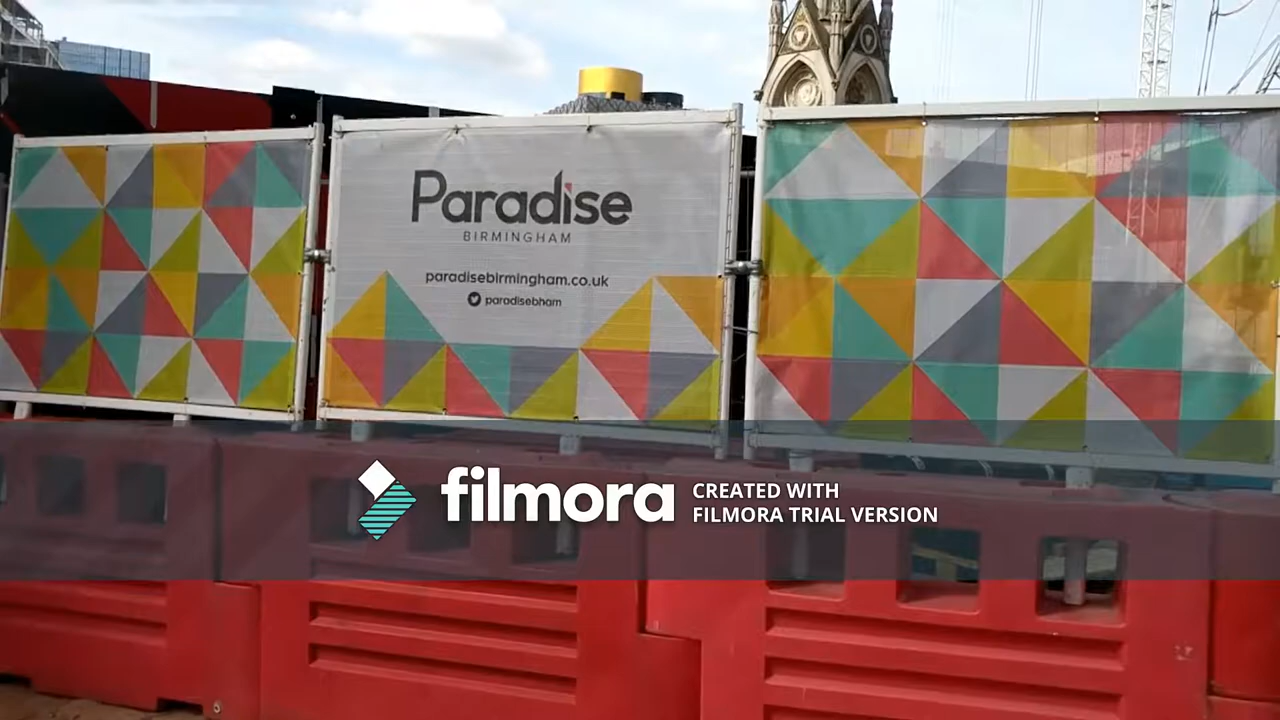 Paradise
BIRMINGHAM
paradisebirmingham.co.uk
paradisebham
filmora
CREATED WITH
FILMORA TRIAL VERSION